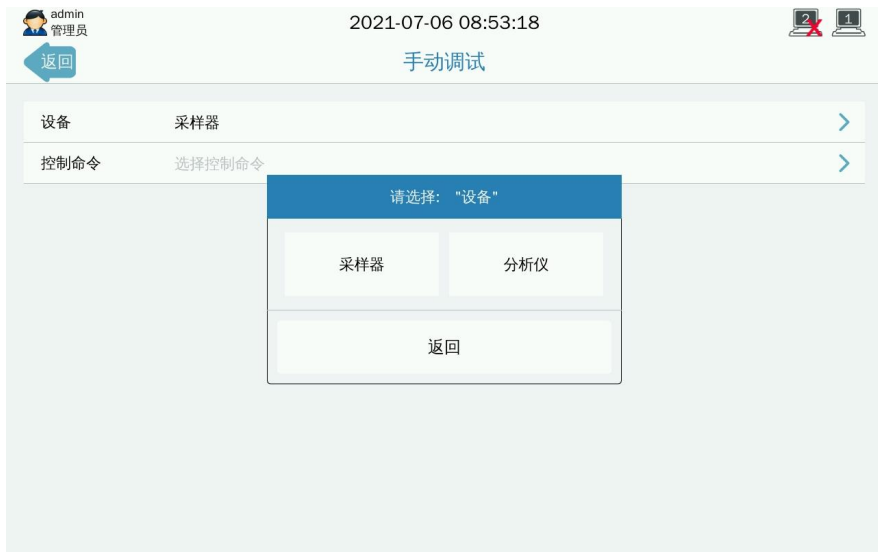 admin
管理员
2021-07-06 08:53:18
2
1
返回
手动调试
设备 采样器
控制命令 选择控制命令
请选择: "设备"
采样器 分析仪
返回